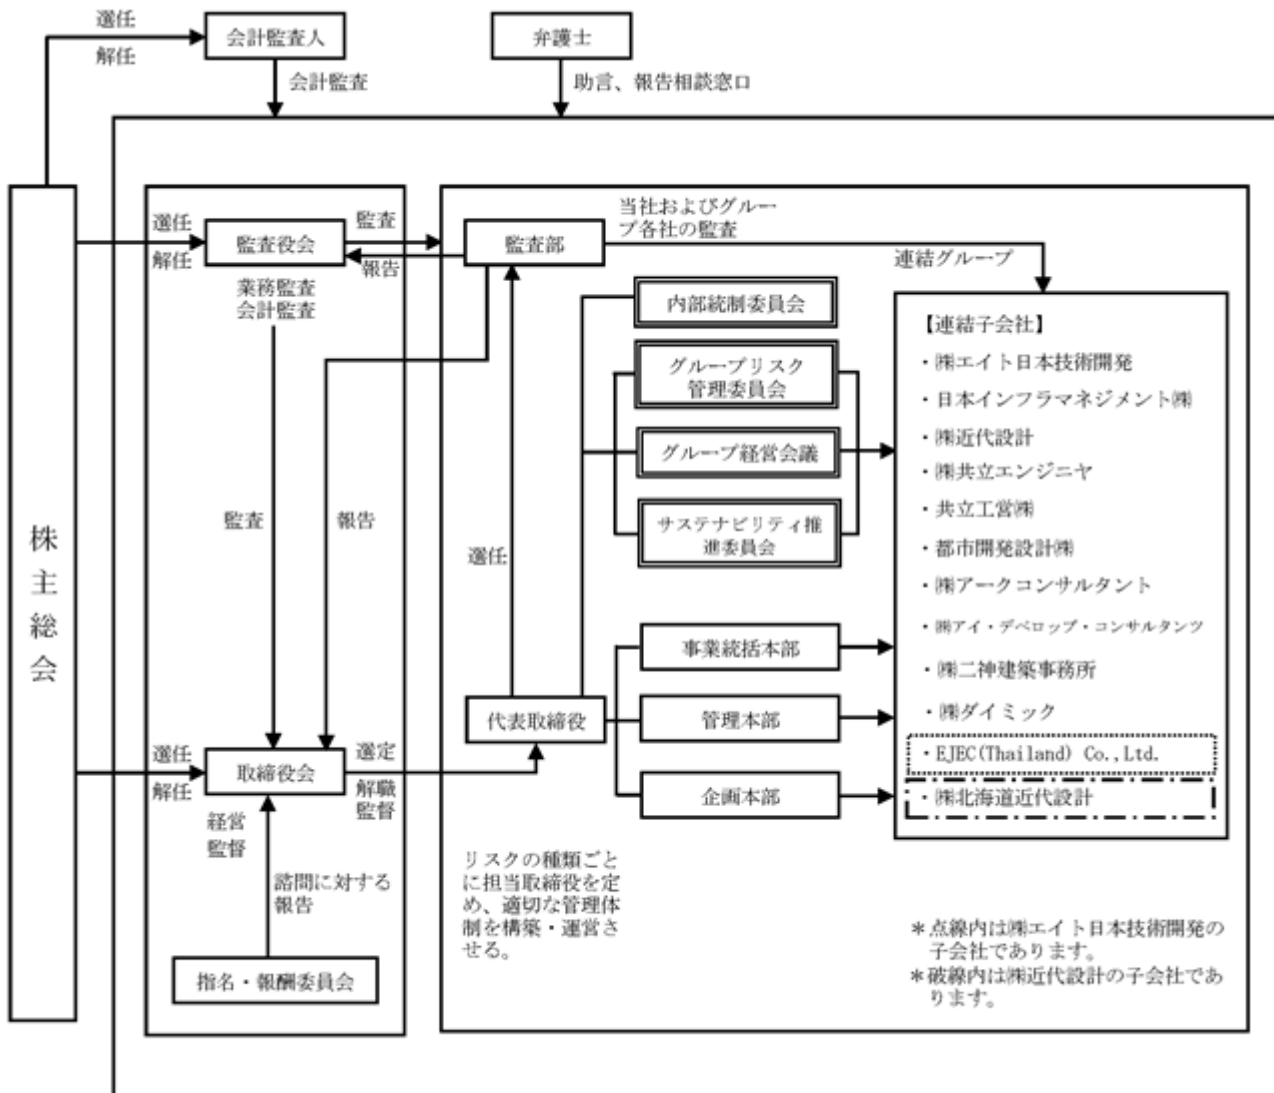 選任
解任
会計監査人
会計監査
弁護士
助言、報告相談窓口
株主総会
選任
解任
監査役会
業務監査
会計監査
監査
報告
監査
報告
選任
解任
取締役会
経営
監督
選定
解職
監督
諮問に対する
報告
指名・報酬委員会
監査部
当社およびグルー
プ各社の監査
選任
代表取締役
リスクの種類ごと
に担当取締役を定
め、適切な管理体
制を構築・運営さ
せる。
内部統制委員会
グループリスク
管理委員会
グループ経営会議
サステナビリティ推
進委員会
事業統括本部
管理本部
企画本部
連結グループ
【連結子会社】
・㈱エイト日本技術開発
・日本インフラマネジメント㈱
・㈱近代設計
・㈱共立エンジニヤ
・共立工営㈱
・都市開発設計㈱
・㈱アークコンサルタント
・㈱アイ・デベロップ・コンサルタンツ
・㈱二神建築事務所
・㈱ダイミック
・EJEC(Thailand) Co.,Ltd.
・㈱北海道近代設計
＊点線内は㈱エイト日本技術開発の
子会社であります。
＊破線内は㈱近代設計の子会社であ
ります。